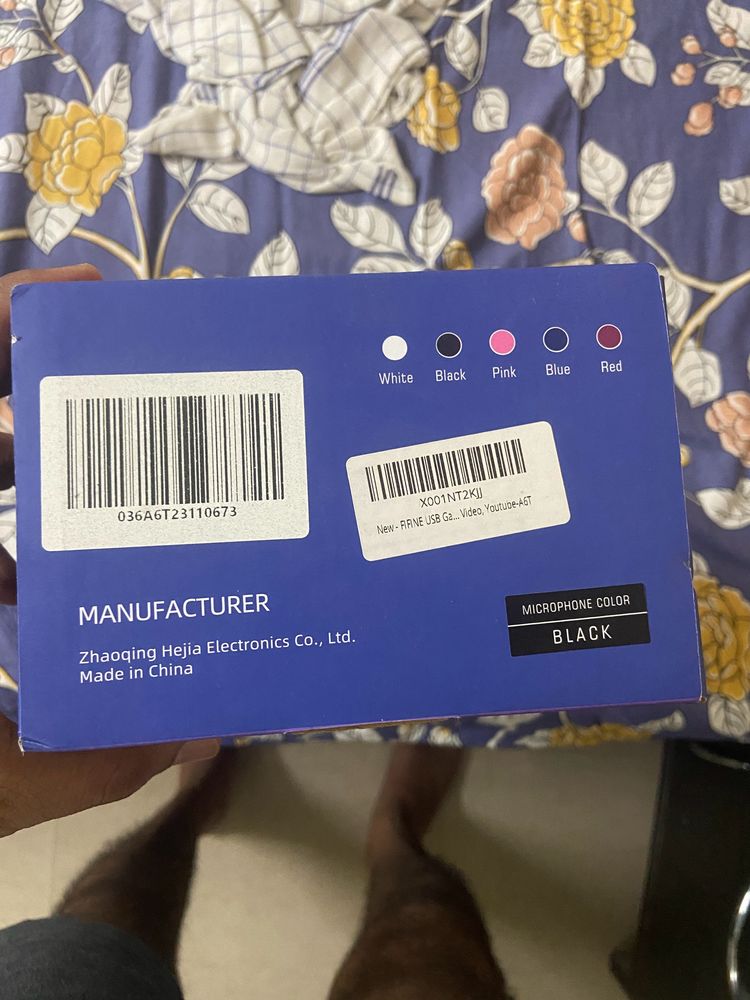 White Black Pink Blue Red
036A6T23110673
X001NT2KJJ
New - FIFINE USB Ga... Video, Youtube-A6T
MANUFACTURER
Zhaoqing Hejia Electronics Co., Ltd.
Made in China
MICROPHONE COLOR
BLACK